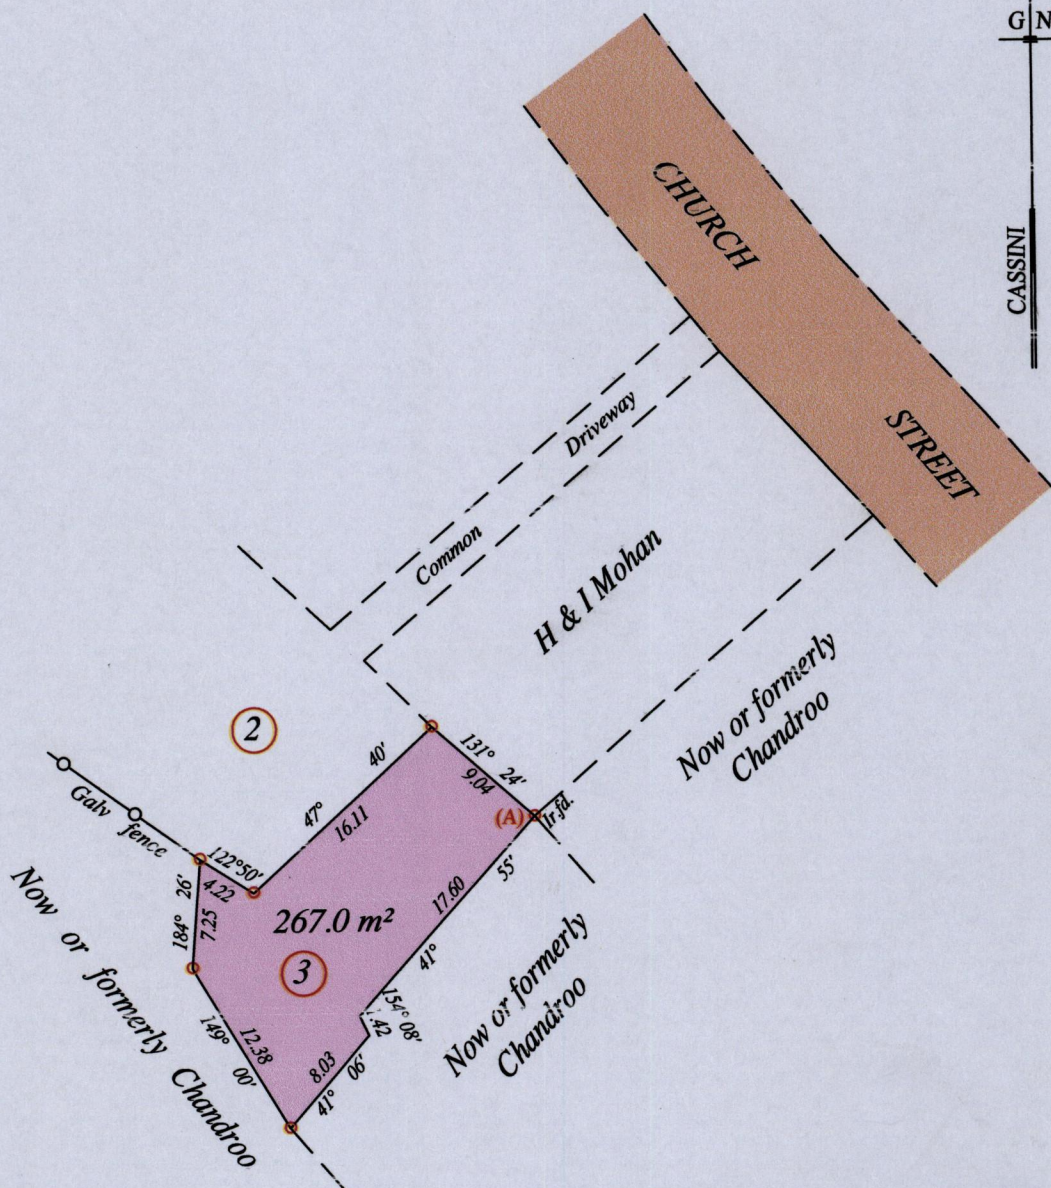 G N
CASSINI
CHURCH
STREET
Common Driveway
H & I Mohan
Now or formerly
Chandroo
2
131° 24'
9.04
(A)
Ir.fd.
47° 40'
16.11
Galv fence
122°50'
4.22
184° 26'
7.25
267.0 m²
3
17.60
41° 55'
154° 08'
.42
8.03
41° 06'
12.38
149° 00'
Now or formerly
Chandroo
Now or formerly Chandroo